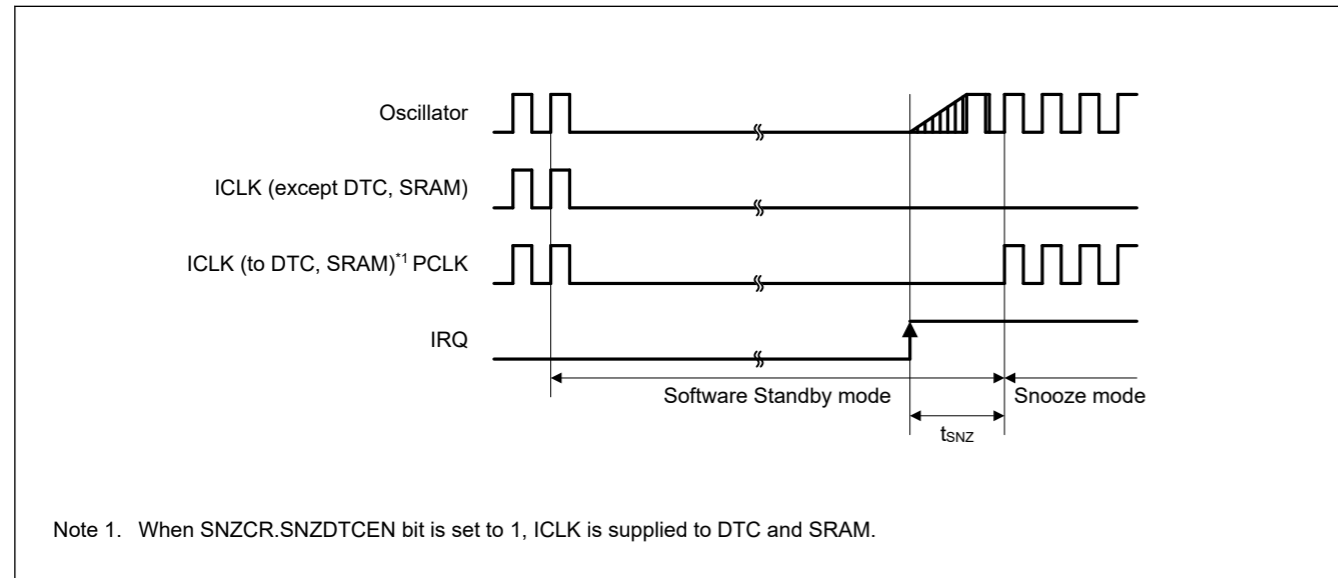 Oscillator
ICLK (except DTC, SRAM)
ICLK (to DTC, SRAM)*1 PCLK
IRQ
Software Standby mode
Snooze mode
tSNZ
Note 1. When SNZCR.SNZDTCEN bit is set to 1, ICLK is supplied to DTC and SRAM.